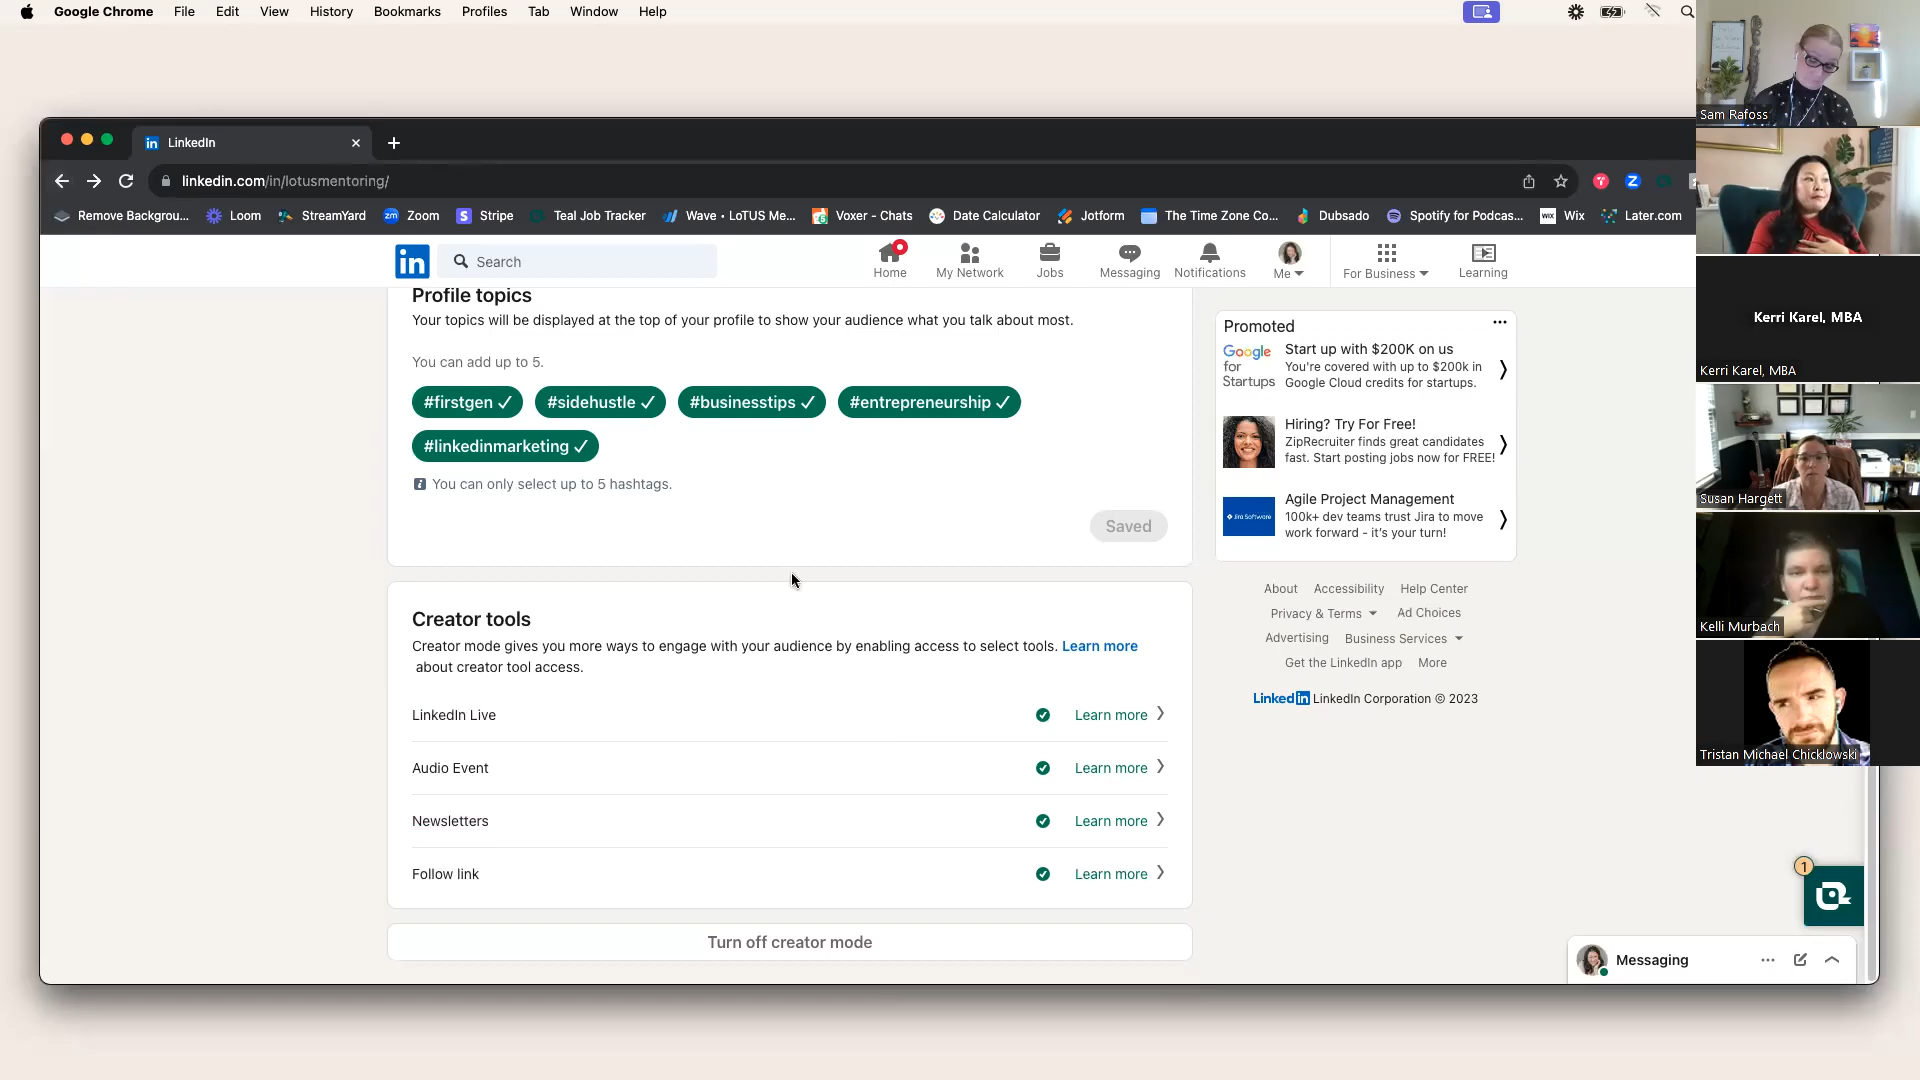 Google Chrome File Edit View History Bookmarks Profiles Tab Window Help
LinkedIn
linkedin.com/in/lotusmentoring/
Remove Backgrou... Loom StreamYard zm Zoom S Stripe Teal Job Tracker Wave • LoTUS Me... Voxer - Chats Date Calculator Jotform The Time Zone Co... Dubsado Spotify for Podcas... WIX Wix Later.com
in Search Home My Network Jobs Messaging Notifications Me For Business Learning
Profile topics
Your topics will be displayed at the top of your profile to show your audience what you talk about most.
You can add up to 5.
#firstgen #sidehustle #businesstips #entrepreneurship
#linkedinmarketing
You can only select up to 5 hashtags.
Saved
Creator tools
Creator mode gives you more ways to engage with your audience by enabling access to select tools. Learn more
about creator tool access.
LinkedIn Live Learn more
Audio Event Learn more
Newsletters Learn more
Follow link Learn more
Turn off creator mode
Promoted
Google for Startups
Start up with $200K on us
You're covered with up to $200k in
Google Cloud credits for startups.
Hiring? Try For Free!
ZipRecruiter finds great candidates
fast. Start posting jobs now for FREE!
Jira Software
Agile Project Management
100k+ dev teams trust Jira to move
work forward - it's your turn!
About Accessibility Help Center
Privacy & Terms Ad Choices
Advertising Business Services
Get the LinkedIn app More
LinkedIn LinkedIn Corporation © 2023
1
Messaging
Sam Rafoss
Kerri Karel, MBA
Kerri Karel, MBA
Susan Hargett
Kelli Murbach
Tristan Michael Chicklowski